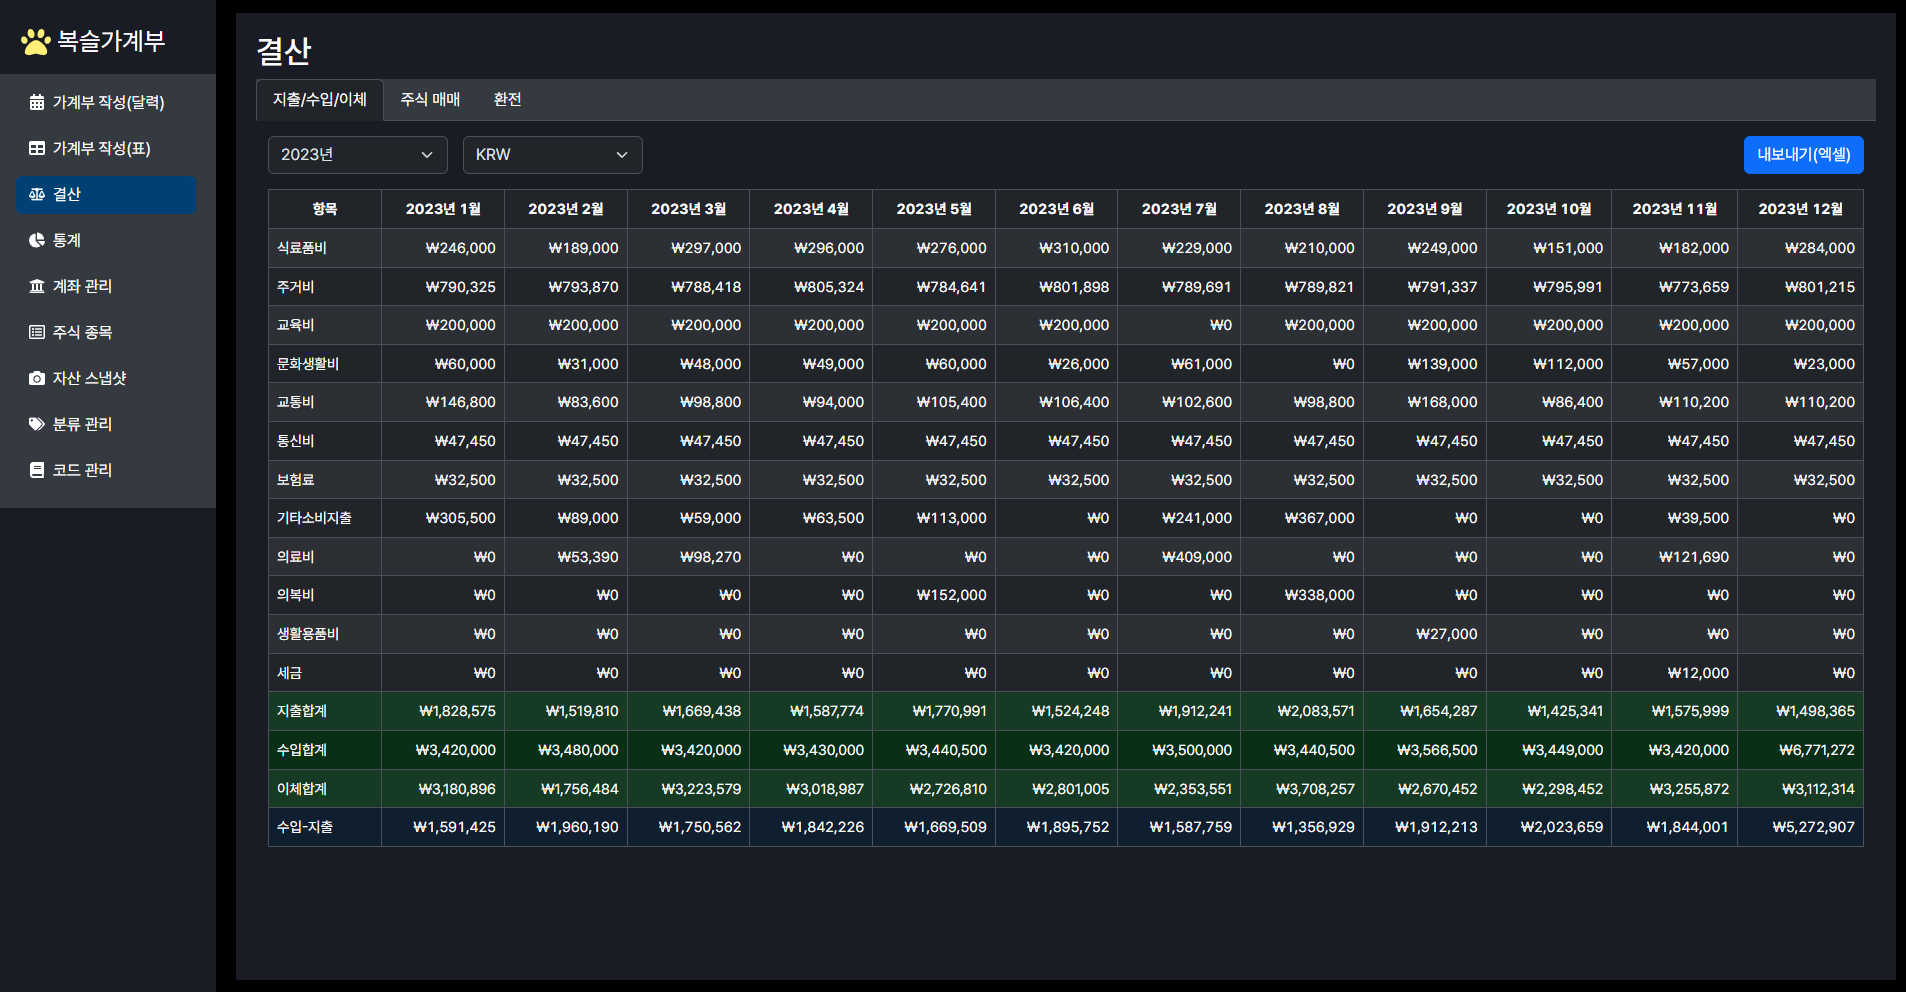 복슬가계부
가계부 작성(달력)
가계부 작성(표)
결산
통계
계좌 관리
주식 종목
자산 스냅샷
분류 관리
코드 관리
결산
지출/수입/이체 주식 매매 환전
2023년 KRW 내보내기(엑셀)
항목 2023년 1월 2023년 2월 2023년 3월 2023년 4월 2023년 5월 2023년 6월 2023년 7월 2023년 8월 2023년 9월 2023년 10월 2023년 11월 2023년 12월
식료품비 ₩246,000 ₩189,000 ₩297,000 ₩296,000 ₩276,000 ₩310,000 ₩229,000 ₩210,000 ₩249,000 ₩151,000 ₩182,000 ₩284,000
주거비 ₩790,325 ₩793,870 ₩788,418 ₩805,324 ₩784,641 ₩801,898 ₩789,691 ₩789,821 ₩791,337 ₩795,991 ₩773,659 ₩801,215
교육비 ₩200,000 ₩200,000 ₩200,000 ₩200,000 ₩200,000 ₩200,000 ₩0 ₩200,000 ₩200,000 ₩200,000 ₩200,000 ₩200,000
문화생활비 ₩60,000 ₩31,000 ₩48,000 ₩49,000 ₩60,000 ₩26,000 ₩61,000 ₩0 ₩139,000 ₩112,000 ₩57,000 ₩23,000
교통비 ₩146,800 ₩83,600 ₩98,800 ₩94,000 ₩105,400 ₩106,400 ₩102,600 ₩98,800 ₩168,000 ₩86,400 ₩110,200 ₩110,200
통신비 ₩47,450 ₩47,450 ₩47,450 ₩47,450 ₩47,450 ₩47,450 ₩47,450 ₩47,450 ₩47,450 ₩47,450 ₩47,450 ₩47,450
보험료 ₩32,500 ₩32,500 ₩32,500 ₩32,500 ₩32,500 ₩32,500 ₩32,500 ₩32,500 ₩32,500 ₩32,500 ₩32,500 ₩32,500
기타소비지출 ₩305,500 ₩89,000 ₩59,000 ₩63,500 ₩113,000 ₩0 ₩241,000 ₩367,000 ₩0 ₩0 ₩39,500 ₩0
의료비 ₩0 ₩53,390 ₩98,270 ₩0 ₩0 ₩0 ₩409,000 ₩0 ₩0 ₩0 ₩121,690 ₩0
의복비 ₩0 ₩0 ₩0 ₩0 ₩152,000 ₩0 ₩0 ₩338,000 ₩0 ₩0 ₩0 ₩0
생활용품비 ₩0 ₩0 ₩0 ₩0 ₩0 ₩0 ₩0 ₩0 ₩27,000 ₩0 ₩0 ₩0
세금 ₩0 ₩0 ₩0 ₩0 ₩0 ₩0 ₩0 ₩0 ₩0 ₩0 ₩12,000 ₩0
지출합계 ₩1,828,575 ₩1,519,810 ₩1,669,438 ₩1,587,774 ₩1,770,991 ₩1,524,248 ₩1,912,241 ₩2,083,571 ₩1,654,287 ₩1,425,341 ₩1,575,999 ₩1,498,365
수입합계 ₩3,420,000 ₩3,480,000 ₩3,420,000 ₩3,430,000 ₩3,440,500 ₩3,420,000 ₩3,500,000 ₩3,440,500 ₩3,566,500 ₩3,449,000 ₩3,420,000 ₩6,771,272
이체합계 ₩3,180,896 ₩1,756,484 ₩3,223,579 ₩3,018,987 ₩2,726,810 ₩2,801,005 ₩2,353,551 ₩3,708,257 ₩2,670,452 ₩2,298,452 ₩3,255,872 ₩3,112,314
수입-지출 ₩1,591,425 ₩1,960,190 ₩1,750,562 ₩1,842,226 ₩1,669,509 ₩1,895,752 ₩1,587,759 ₩1,356,929 ₩1,912,213 ₩2,023,659 ₩1,844,001 ₩5,272,907